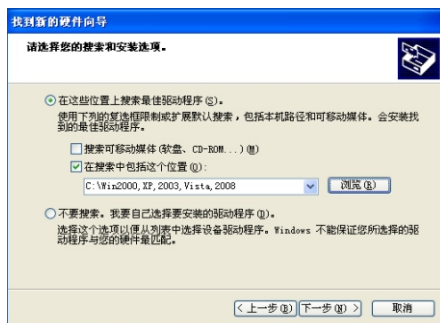 找到新的硬件向导
请选择您的搜索和安装选项。
在这些位置上搜索最佳驱动程序(S)。
使用下列的复选框限制或扩展默认搜索，包括本机路径和可移动媒体。会安装找
到的最佳驱动程序。
搜索可移动媒体(软盘、CD-ROM...)(M)
在搜索中包括这个位置(O):
C:\Win2000,XP,2003,Vista,2008
浏览(R)
不要搜索。我要自己选择要安装的驱动程序(D)。
选择这个选项以便从列表中选择设备驱动程序。Windows 不能保证您所选择的驱
动程序与您的硬件最匹配。
<上一步(B) 下一步(N)> 取消